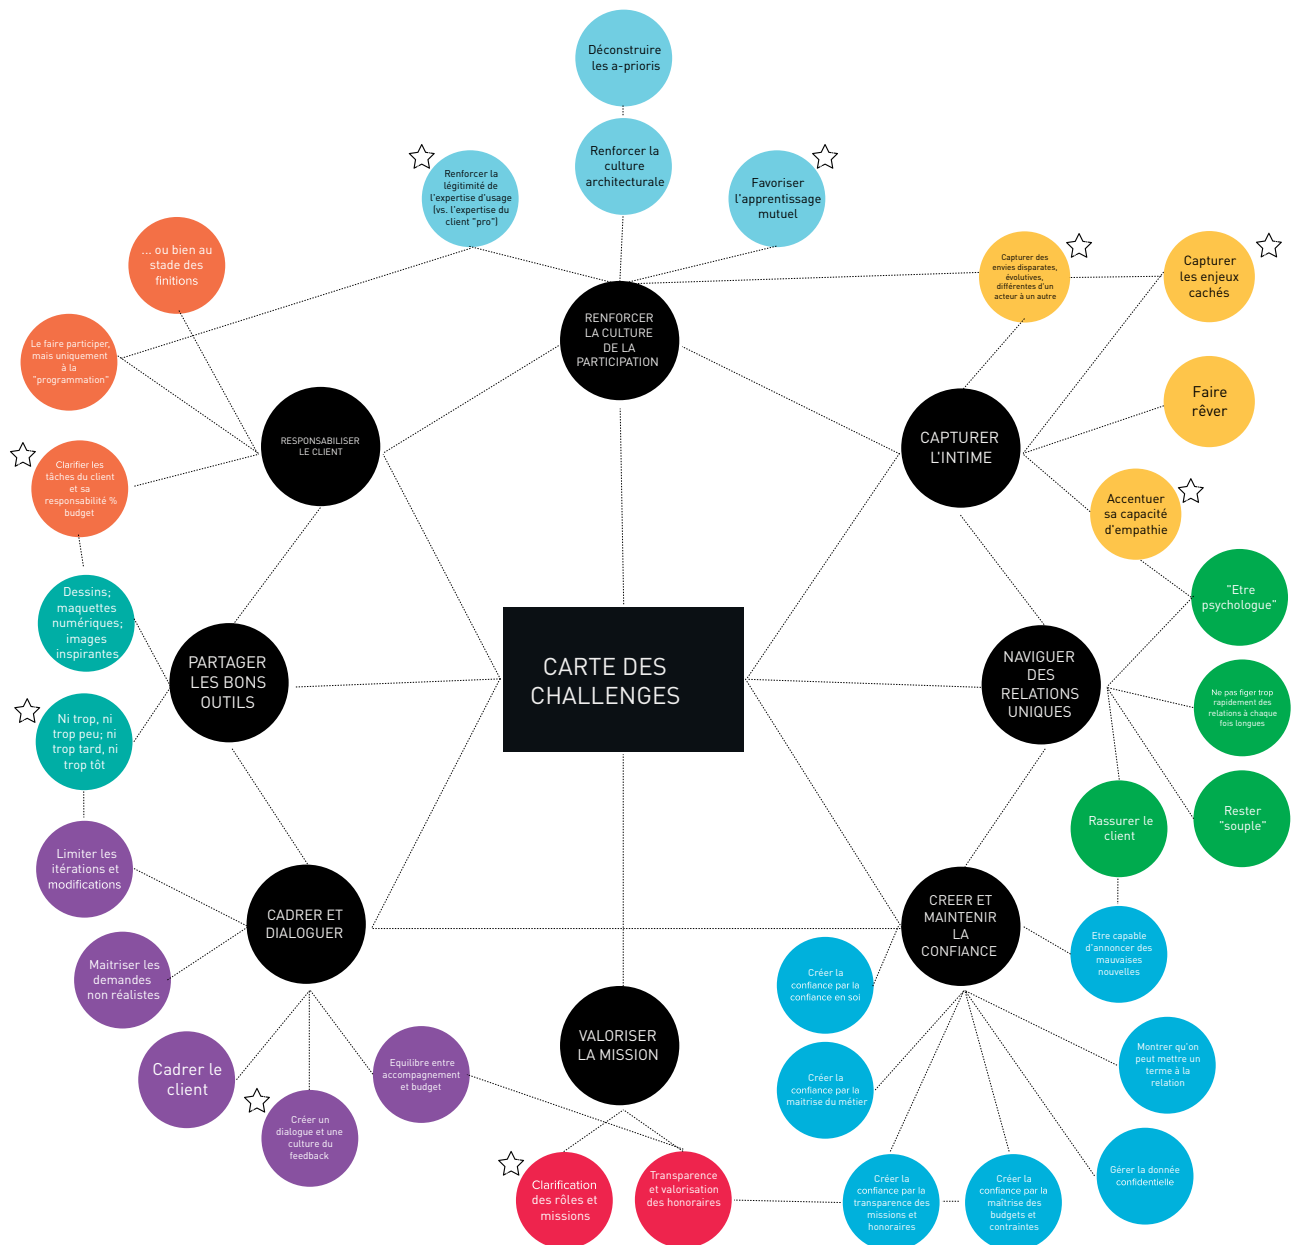 Déconstruire
les a-prioris
Renforcer la
culture
architecturale
Renforcer la
légitimité de
l'expertise d'usage
(vs. l'expertise du
client "pro")
Favoriser
l'apprentissage
mutuel
... ou bien au
stade des
finitions
Capturer des
envies disparates,
évolutives,
différentes d'un
acteur à un autre
Capturer
les enjeux
cachés
RENFORCER
LA CULTURE
DE LA
PARTICIPATION
Le faire participer,
mais uniquement
à la
"programmation"
Faire
rêver
RESPONSABILISER
LE CLIENT
CAPTURER
L'INTIME
Clarifier les
tâches du client
et sa
responsabilité %
budget
Accentuer
sa capacité
d'empathie
Dessins;
maquettes
numériques;
images
inspirantes
"Etre
psychologue"
PARTAGER
LES BONS
OUTILS
CARTE DES
CHALLENGES
NAVIGUER
DES
RELATIONS
UNIQUES
Ne pas figer trop
rapidement des
relations à chaque
fois longues
Ni trop, ni
trop peu; ni
trop tard, ni
trop tôt
Rassurer le
client
Rester
"souple"
Limiter les
itérations et
modifications
CADRER ET
DIALOGUER
CREER ET
MAINTENIR
LA
CONFIANCE
Etre capable
d'annoncer des
mauvaises
nouvelles
Maitriser les
demandes
non réalistes
Créer la
confiance par la
confiance en soi
VALORISER
LA MISSION
Cadrer le
client
Equilibre entre
accompagnement
et budget
Créer la
confiance par la
maitrise du métier
Montrer qu'on
peut mettre un
terme à la
relation
Créer un
dialogue et une
culture du
feedback
Clarification
des rôles et
missions
Transparence
et valorisation
des honoraires
Créer la
confiance par la
transparence des
missions et
honoraires
Créer la
confiance par la
maîtrise des
budgets et
contraintes
Gérer la donnée
confidentielle